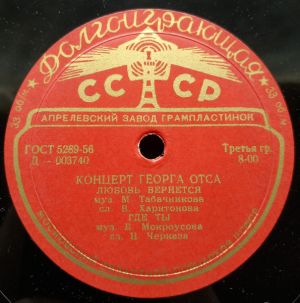 Долгоиграющая
33 об/м
33 об/м
СССР
АПРЕЛЕВСКИЙ ЗАВОД ГРАМПЛАСТИНОК
ГОСТ 5289-56
Д - 003740
Третья гр.
8-00
КОНЦЕРТ ГЕОРГА ОТСА
ЛЮБОВЬ ВЕРНЕТСЯ
муз. М. Табачникова
сл. В. Харитонова
ГДЕ ТЫ
муз. Б. Мокроусова
сл. В. Черняева